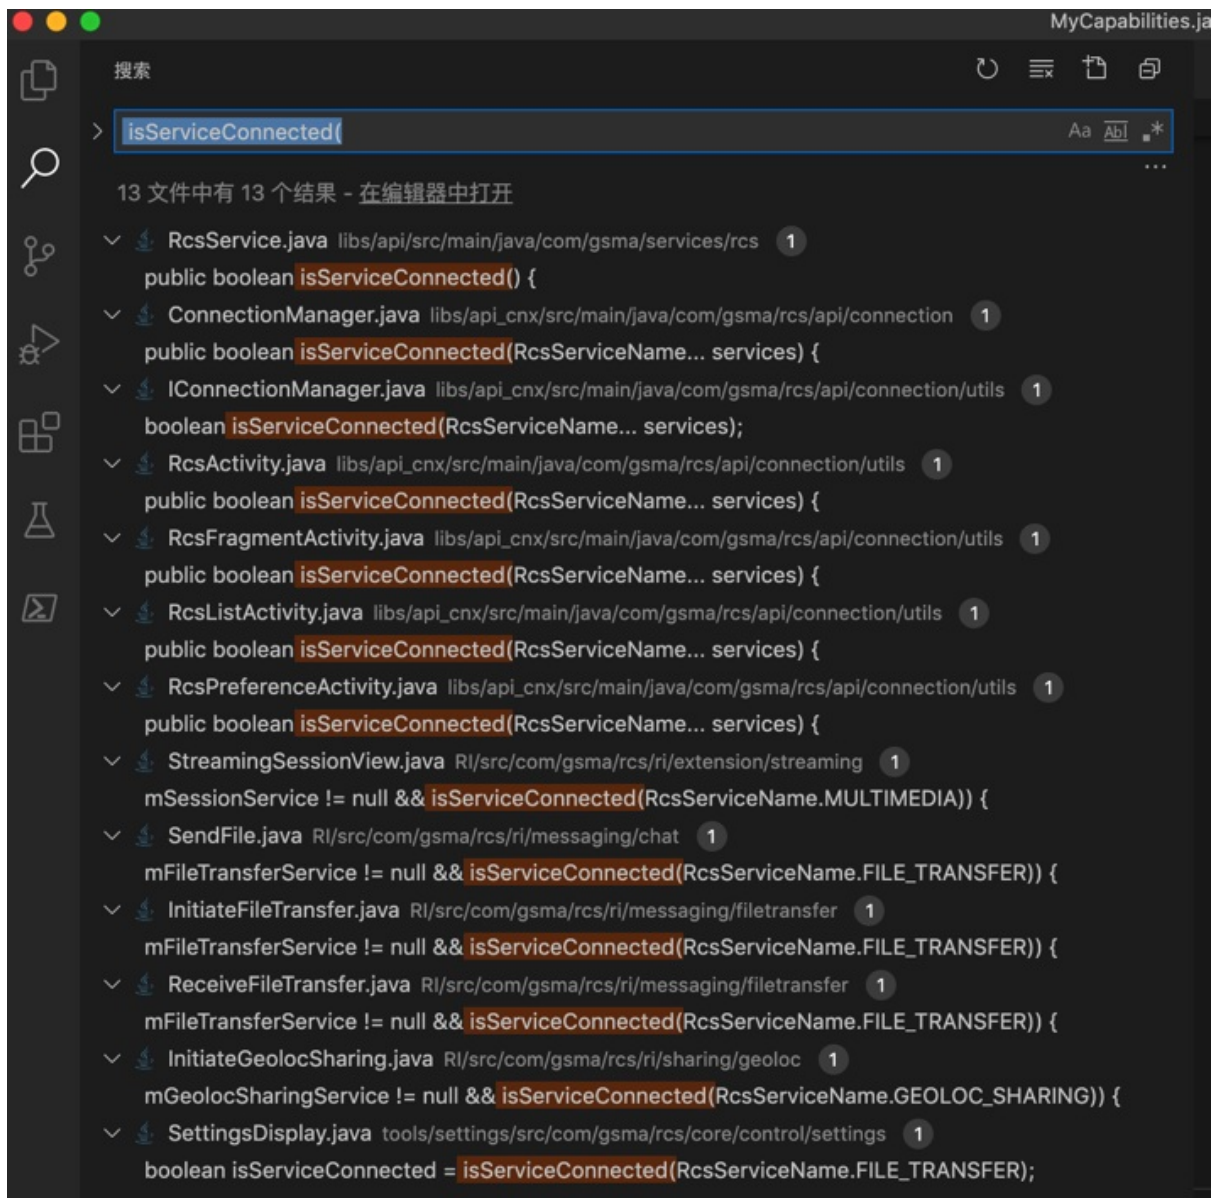 MyCapabilities.ja
搜索
isServiceConnected(
Aa Abl .*
13 文件中有 13 个结果 - 在编辑器中打开
RcsService.java libs/api/src/main/java/com/gsma/services/rcs 1
public boolean isServiceConnected() {
ConnectionManager.java libs/api_cnx/src/main/java/com/gsma/rcs/api/connection 1
public boolean isServiceConnected(RcsServiceName... services) {
IConnectionManager.java libs/api_cnx/src/main/java/com/gsma/rcs/api/connection/utils 1
boolean isServiceConnected(RcsServiceName... services);
RcsActivity.java libs/api_cnx/src/main/java/com/gsma/rcs/api/connection/utils 1
public boolean isServiceConnected(RcsServiceName... services) {
RcsFragmentActivity.java libs/api_cnx/src/main/java/com/gsma/rcs/api/connection/utils 1
public boolean isServiceConnected(RcsServiceName... services) {
RcsListActivity.java libs/api_cnx/src/main/java/com/gsma/rcs/api/connection/utils 1
public boolean isServiceConnected(RcsServiceName... services) {
RcsPreferenceActivity.java libs/api_cnx/src/main/java/com/gsma/rcs/api/connection/utils 1
public boolean isServiceConnected(RcsServiceName... services) {
StreamingSessionView.java RI/src/com/gsma/rcs/ri/extension/streaming 1
mSessionService != null && isServiceConnected(RcsServiceName.MULTIMEDIA)) {
SendFile.java RI/src/com/gsma/rcs/ri/messaging/chat 1
mFileTransferService != null && isServiceConnected(RcsServiceName.FILE_TRANSFER)) {
InitiateFileTransfer.java RI/src/com/gsma/rcs/ri/messaging/filetransfer 1
mFileTransferService != null && isServiceConnected(RcsServiceName.FILE_TRANSFER)) {
ReceiveFileTransfer.java RI/src/com/gsma/rcs/ri/messaging/filetransfer 1
mFileTransferService != null && isServiceConnected(RcsServiceName.FILE_TRANSFER)) {
InitiateGeolocSharing.java RI/src/com/gsma/rcs/ri/sharing/geoloc 1
mGeolocSharingService != null && isServiceConnected(RcsServiceName.GEOLOC_SHARING)) {
SettingsDisplay.java tools/settings/src/com/gsma/rcs/core/control/settings 1
boolean isServiceConnected = isServiceConnected(RcsServiceName.FILE_TRANSFER);